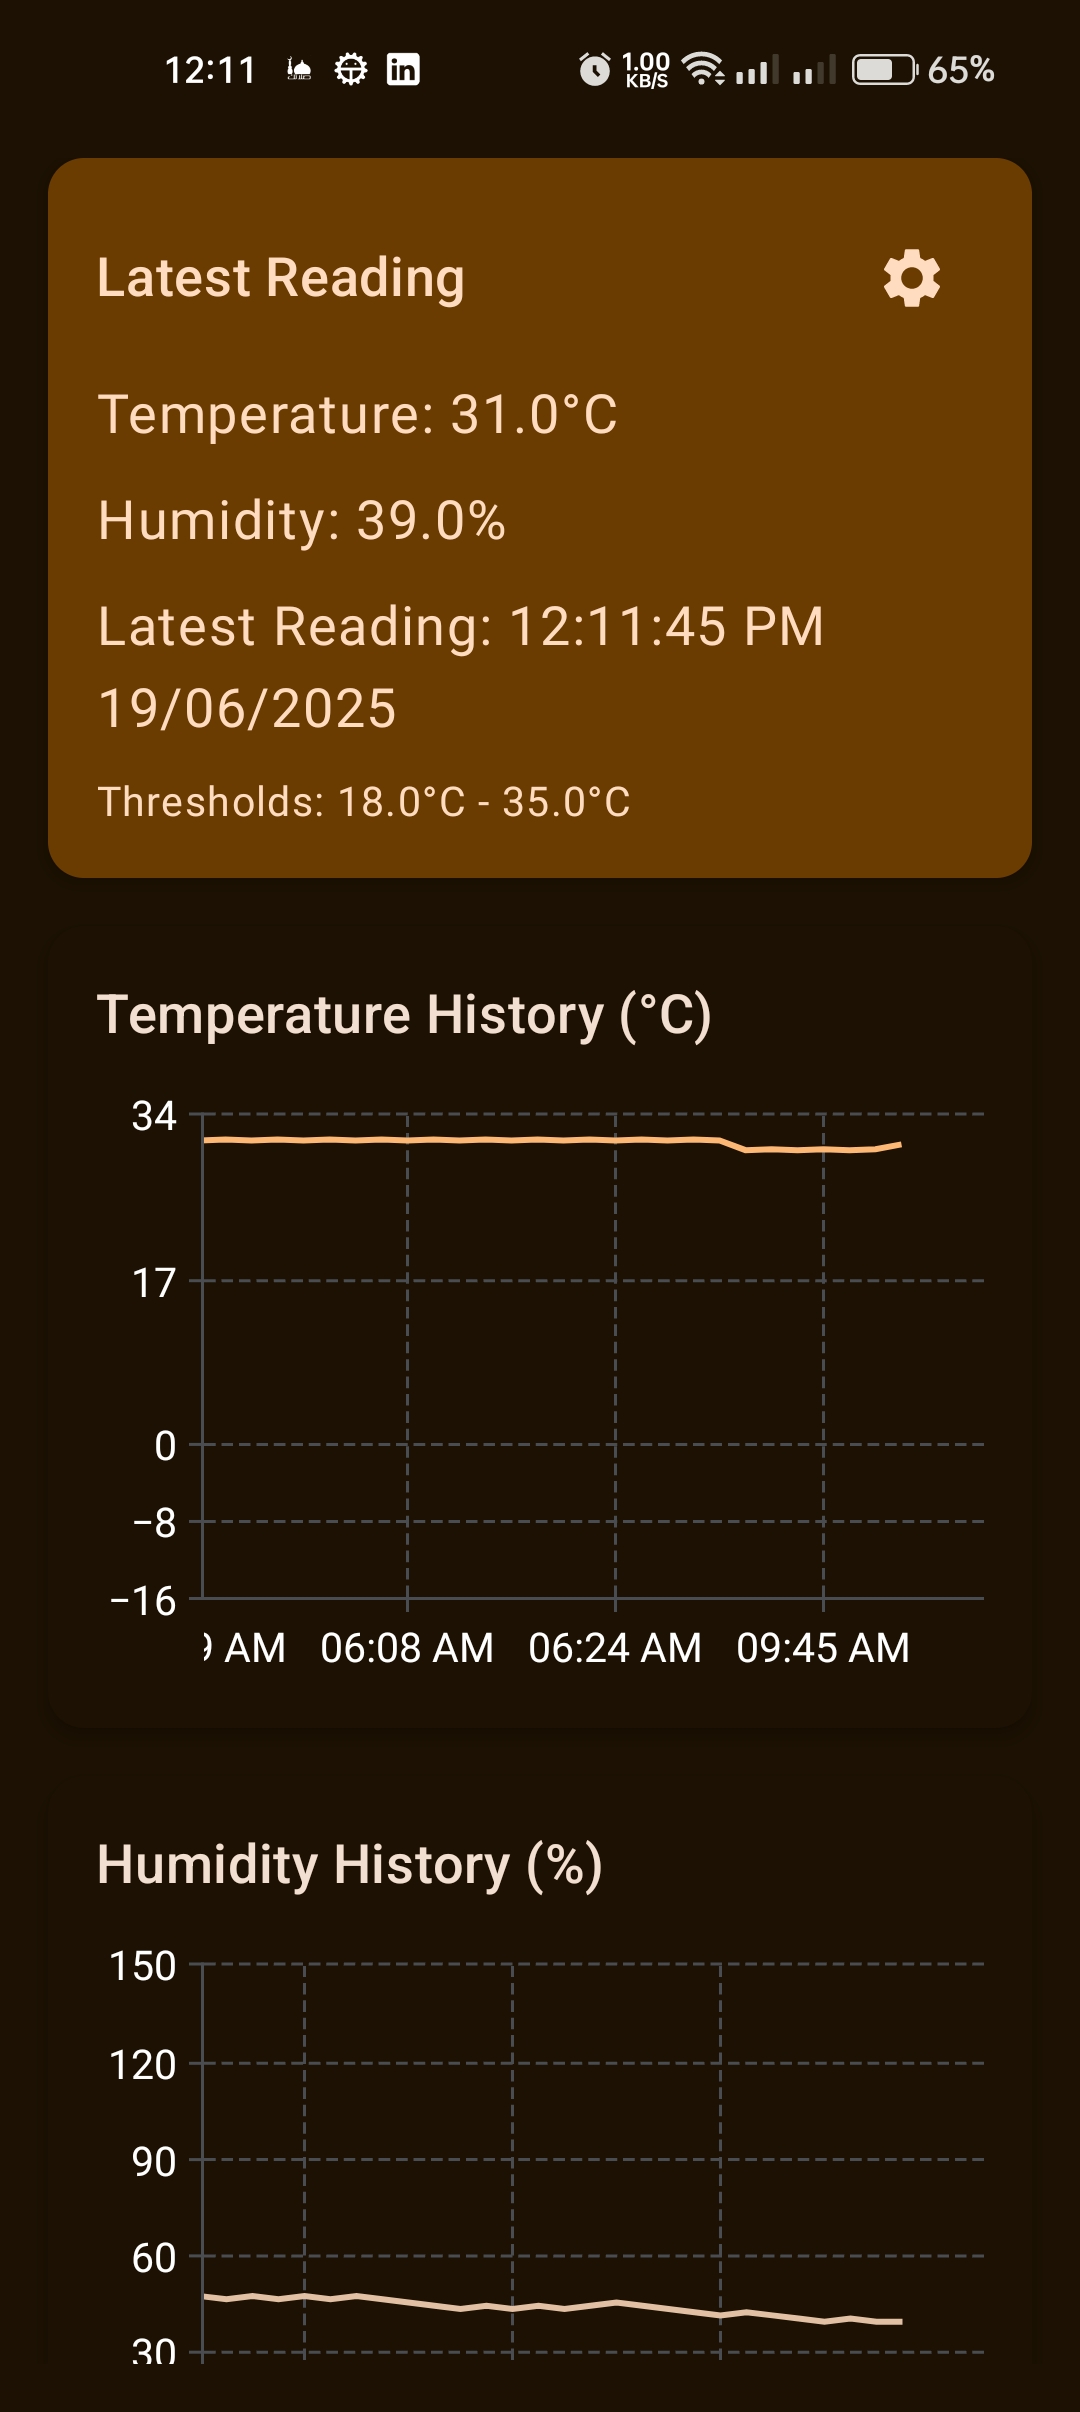 12:11
in
1.00
KB/S
65%
Latest Reading
Temperature: 31.0°C
Humidity: 39.0%
Latest Reading: 12:11:45 PM
19/06/2025
Thresholds: 18.0°C - 35.0°C
Temperature History (°C)
34
17
0
−8
−16
9 AM 06:08 AM 06:24 AM 09:45 AM
Humidity History (%)
150
120
90
60
30